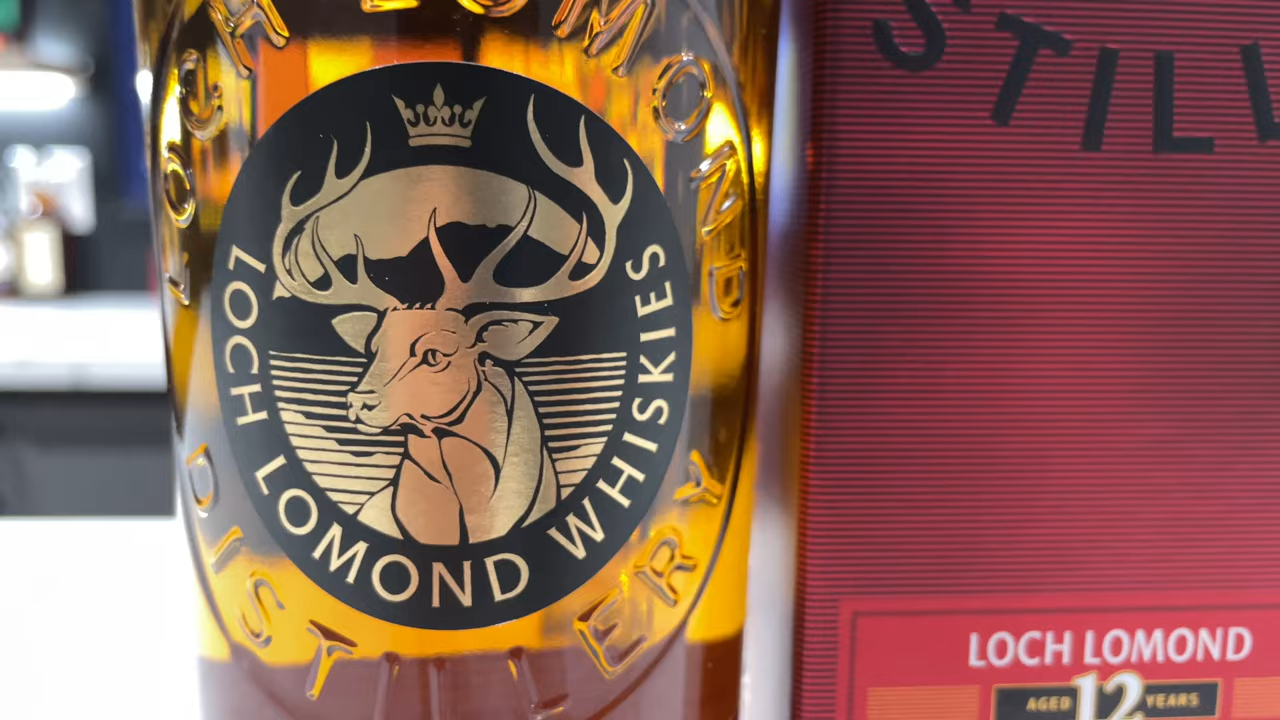 LOCH LOMOND
DISTILLERY
LOCH LOMOND WHISKIES
STILL
LOCH LOMOND
AGED 12 YEARS